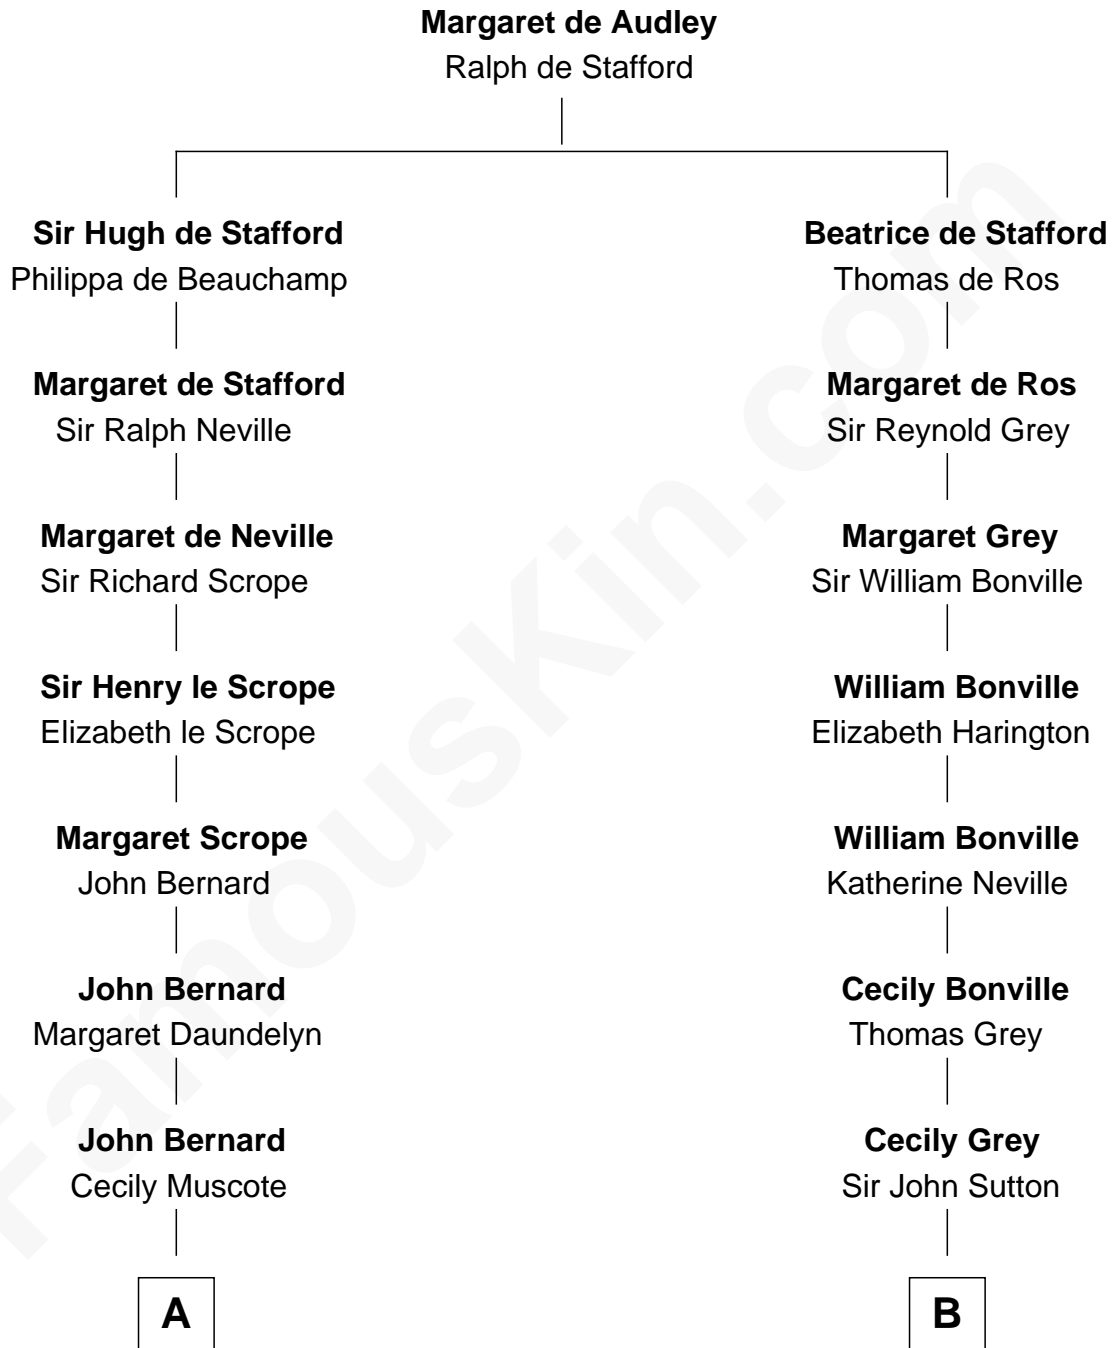 Margaret de Audley
Ralph de Stafford
Sir Hugh de Stafford
Philippa de Beauchamp
Beatrice de Stafford
Thomas de Ros
Margaret de Stafford
Sir Ralph Neville
Margaret de Ros
Sir Reynold Grey
Margaret de Neville
Sir Richard Scrope
Margaret Grey
Sir William Bonville
Sir Henry le Scrope
Elizabeth le Scrope
William Bonville
Elizabeth Harington
Margaret Scrope
John Bernard
William Bonville
Katherine Neville
John Bernard
Margaret Daundelyn
Cecily Bonville
Thomas Grey
John Bernard
Cecily Muscote
Cecily Grey
Sir John Sutton
A
B
FamousKin.com